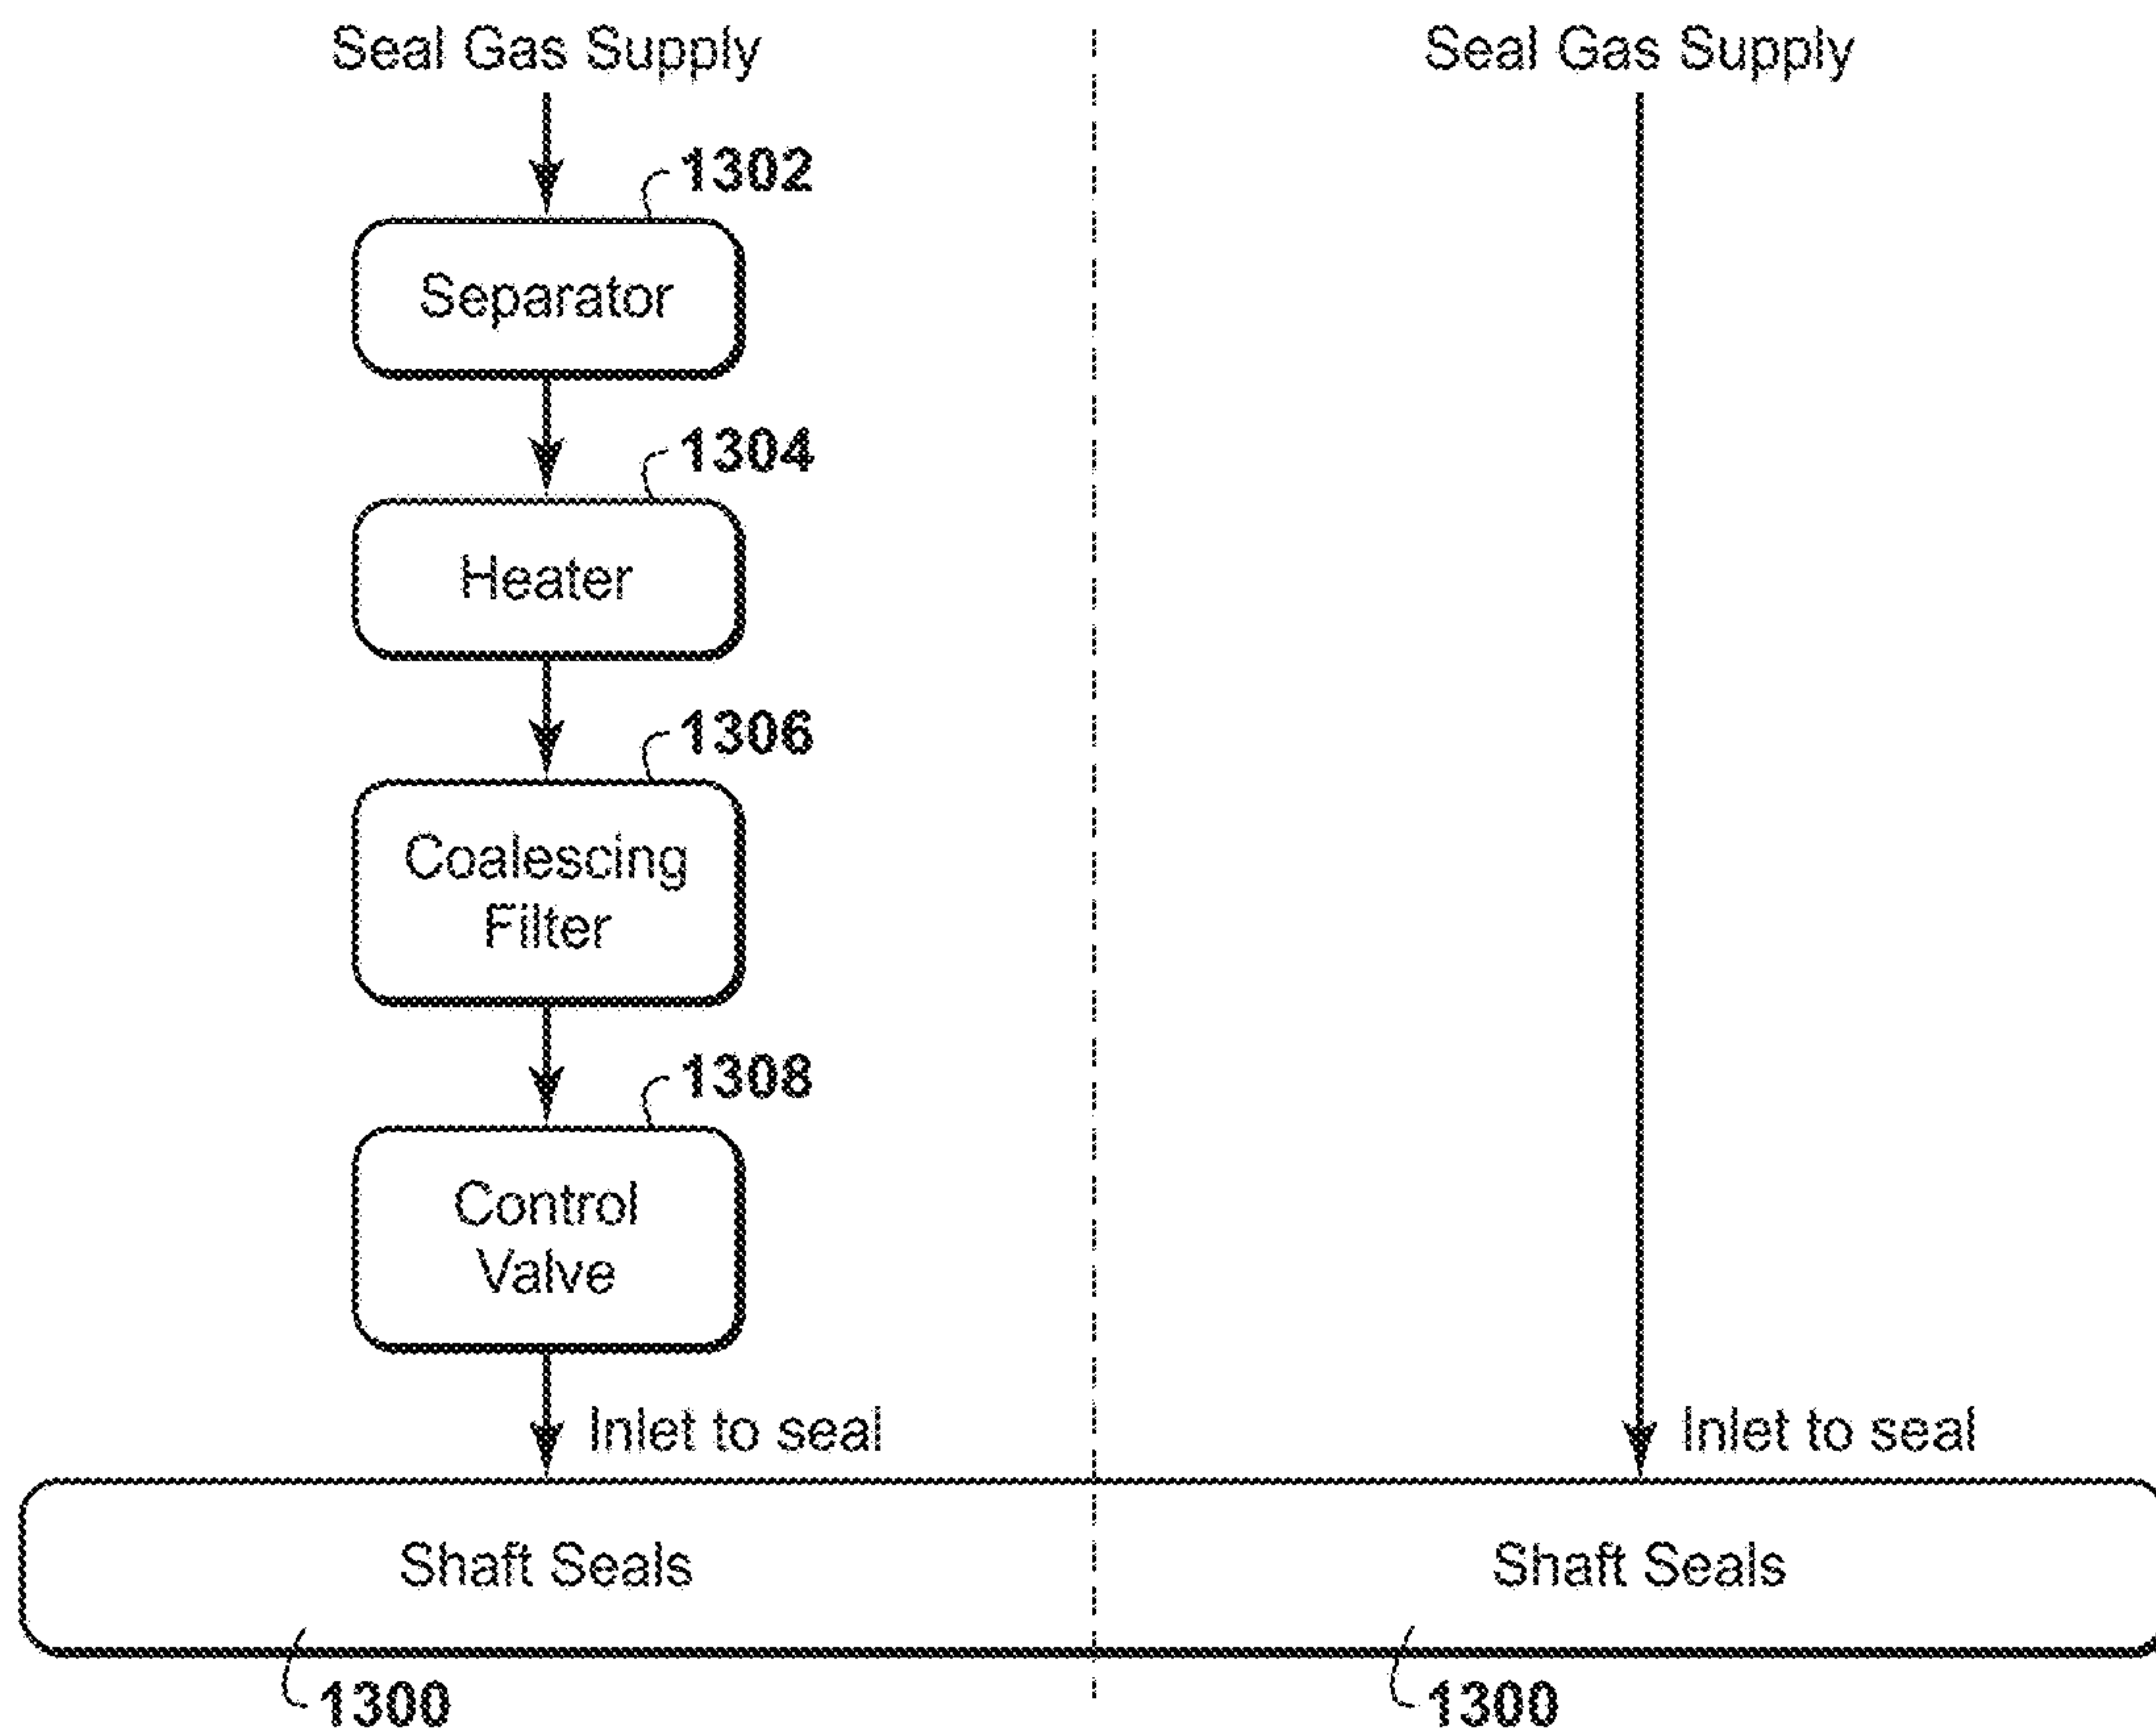 Seal Gas Supply
1302
Separator
1304
Heater
1306
Coalescing
Filter
1308
Control
Valve
Inlet to seal
Shaft Seals
1300
Seal Gas Supply
Inlet to seal
Shaft Seals
1300